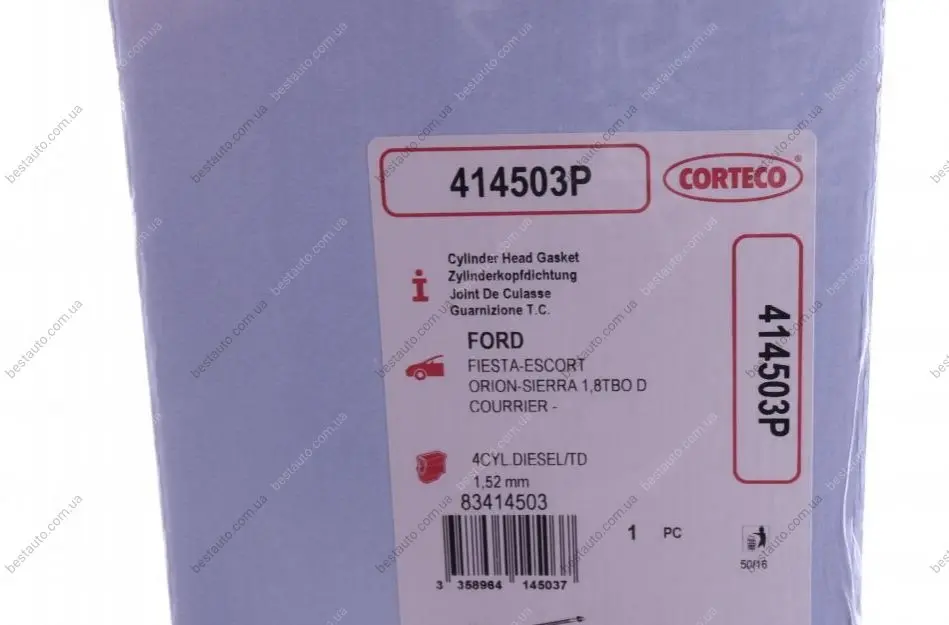 414503P
CORTECO®
Cylinder Head Gasket
Zylinderkopfdichtung
Joint De Culasse
Guarnizione T.C.
FORD
FIESTA-ESCORT
ORION-SIERRA 1,8TBO D
COURRIER -
414503P
4CYL.DIESEL/TD
1,52 mm
83414503
1 PC
50/16
3 358964 145037
bestauto.com.ua